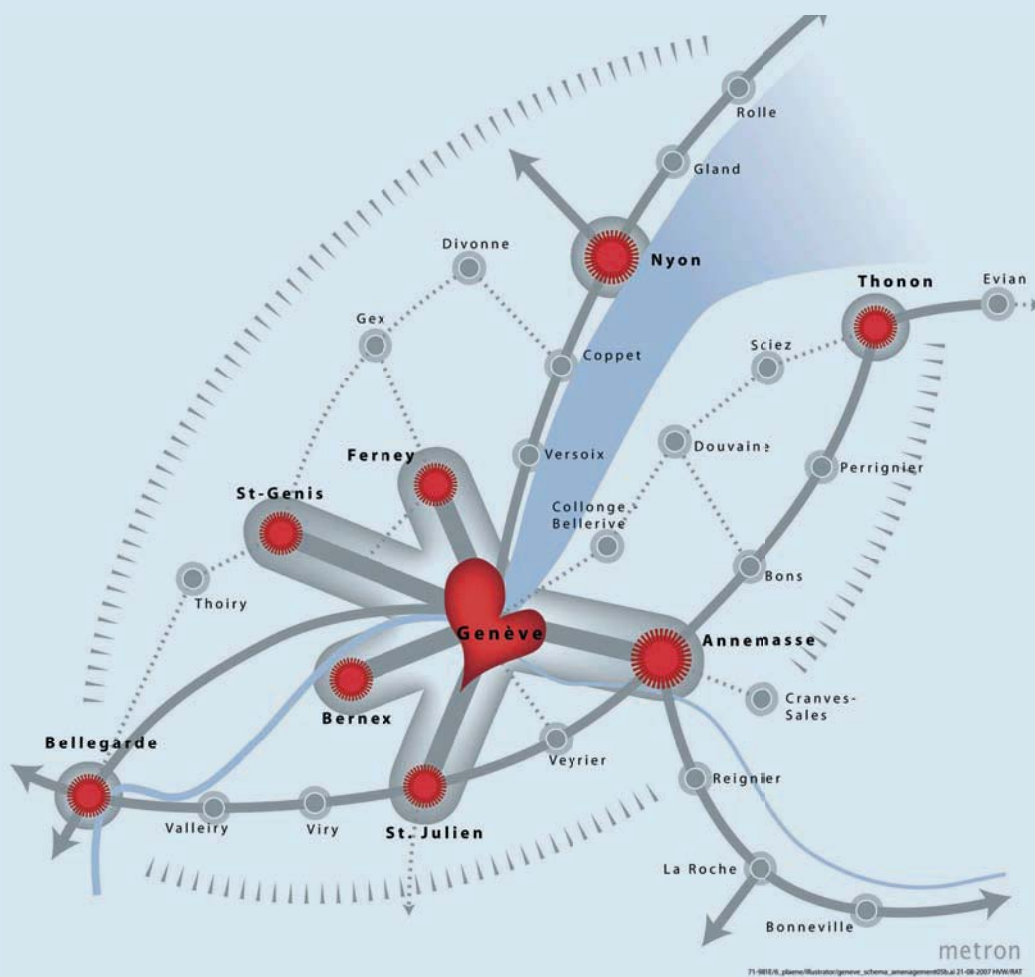 Rolle
Gland
Nyon
Divonne
Thonon
Evian
Gex
Coppet
Sciez
Ferney
Versoix
Douvaine
St-Genis
Perrignier
Collonge
Bellerive
Bons
Thoiry
Genève
Annemasse
Cranves-
Sales
Bernex
Bellegarde
Veyrier
Reignier
Valleiry
Viry
St. Julien
La Roche
Bonneville
metron